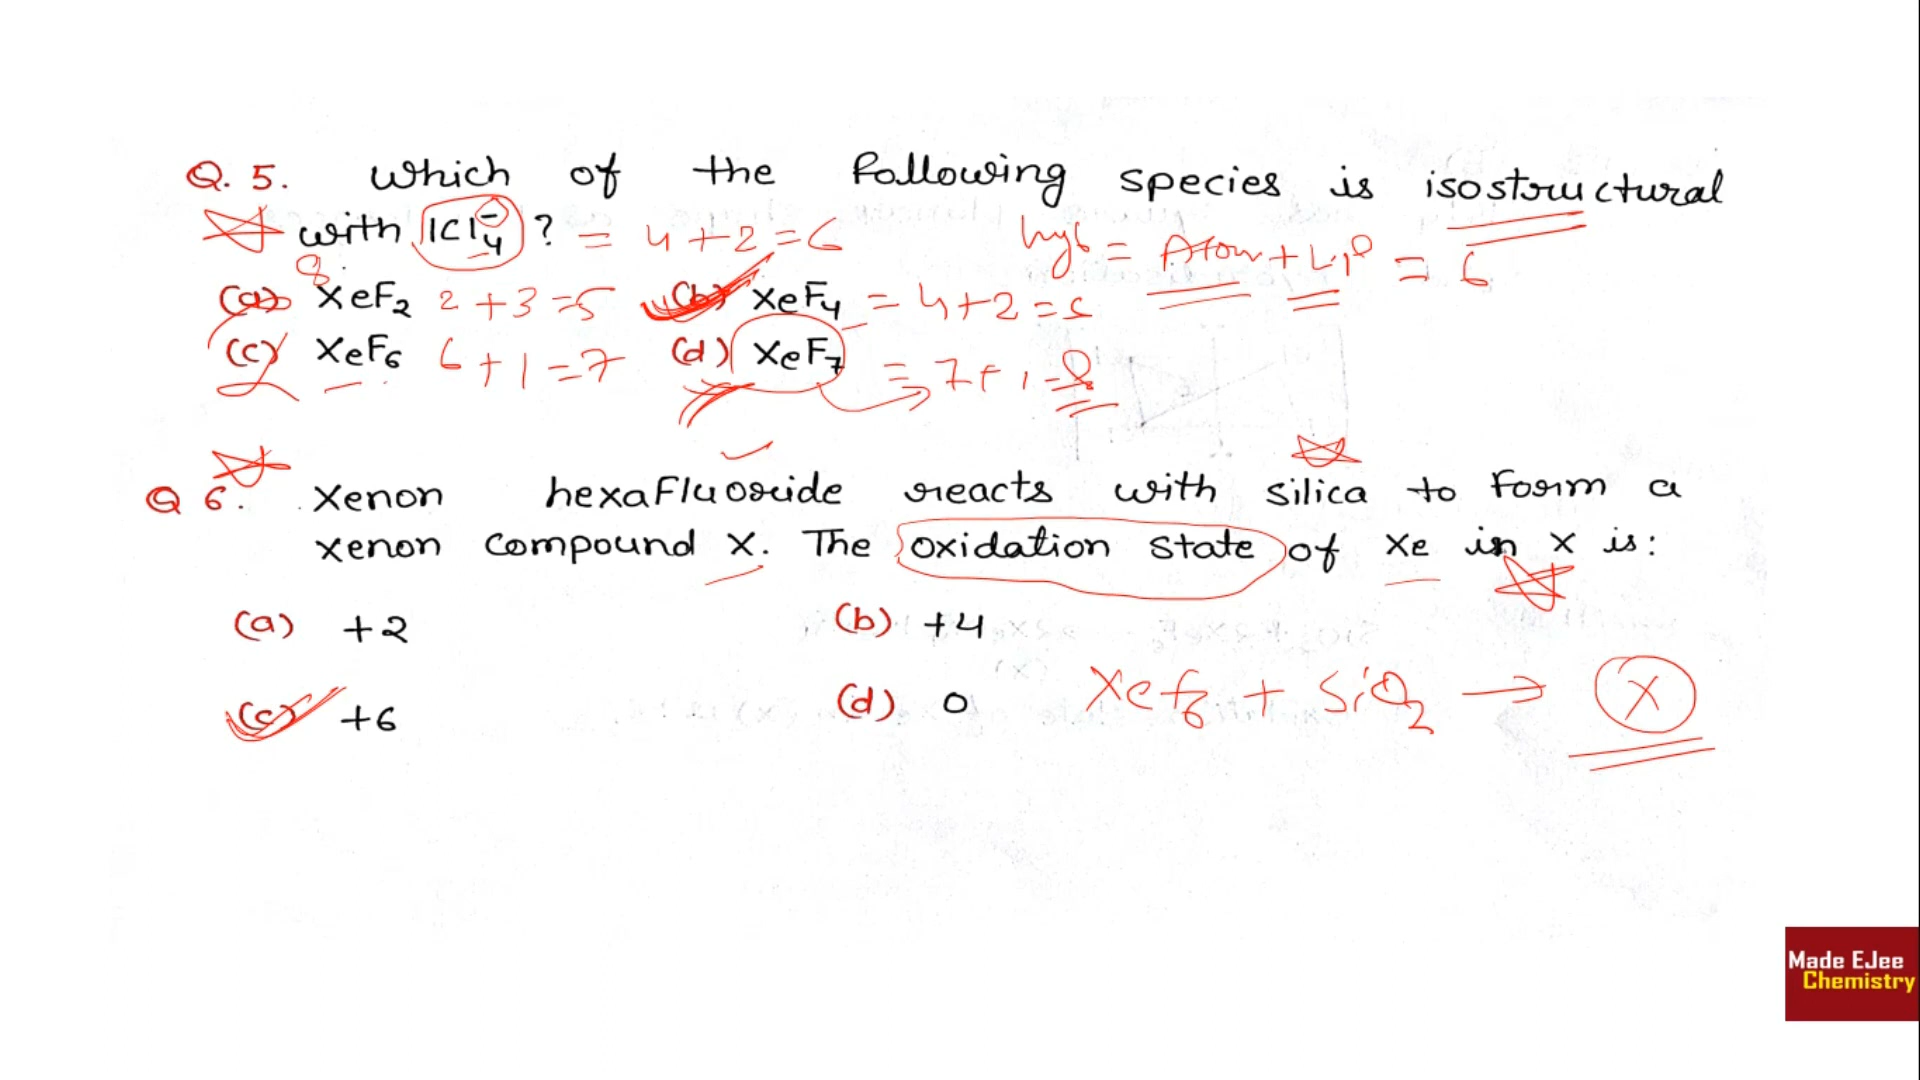 Q. 5. Which of the following species is isostructural
with ICl₄⁻ ? = 4+2=6 hyb = Atom + L.P = 6
8
(a) XeF₂ 2+3=5 (b) XeF₄ = 4+2=
(c) XeF₆ 6+1=7 (d) XeF₇ = 7+1=8
Q 6. Xenon hexaFluoride reacts with silica to form a
xenon compound X. The oxidation state of Xe in X is:
(a) +2 (b) +4
(c) +6 (d) 0 Xef₆ + SiO₂ → X
Made EJee
Chemistry